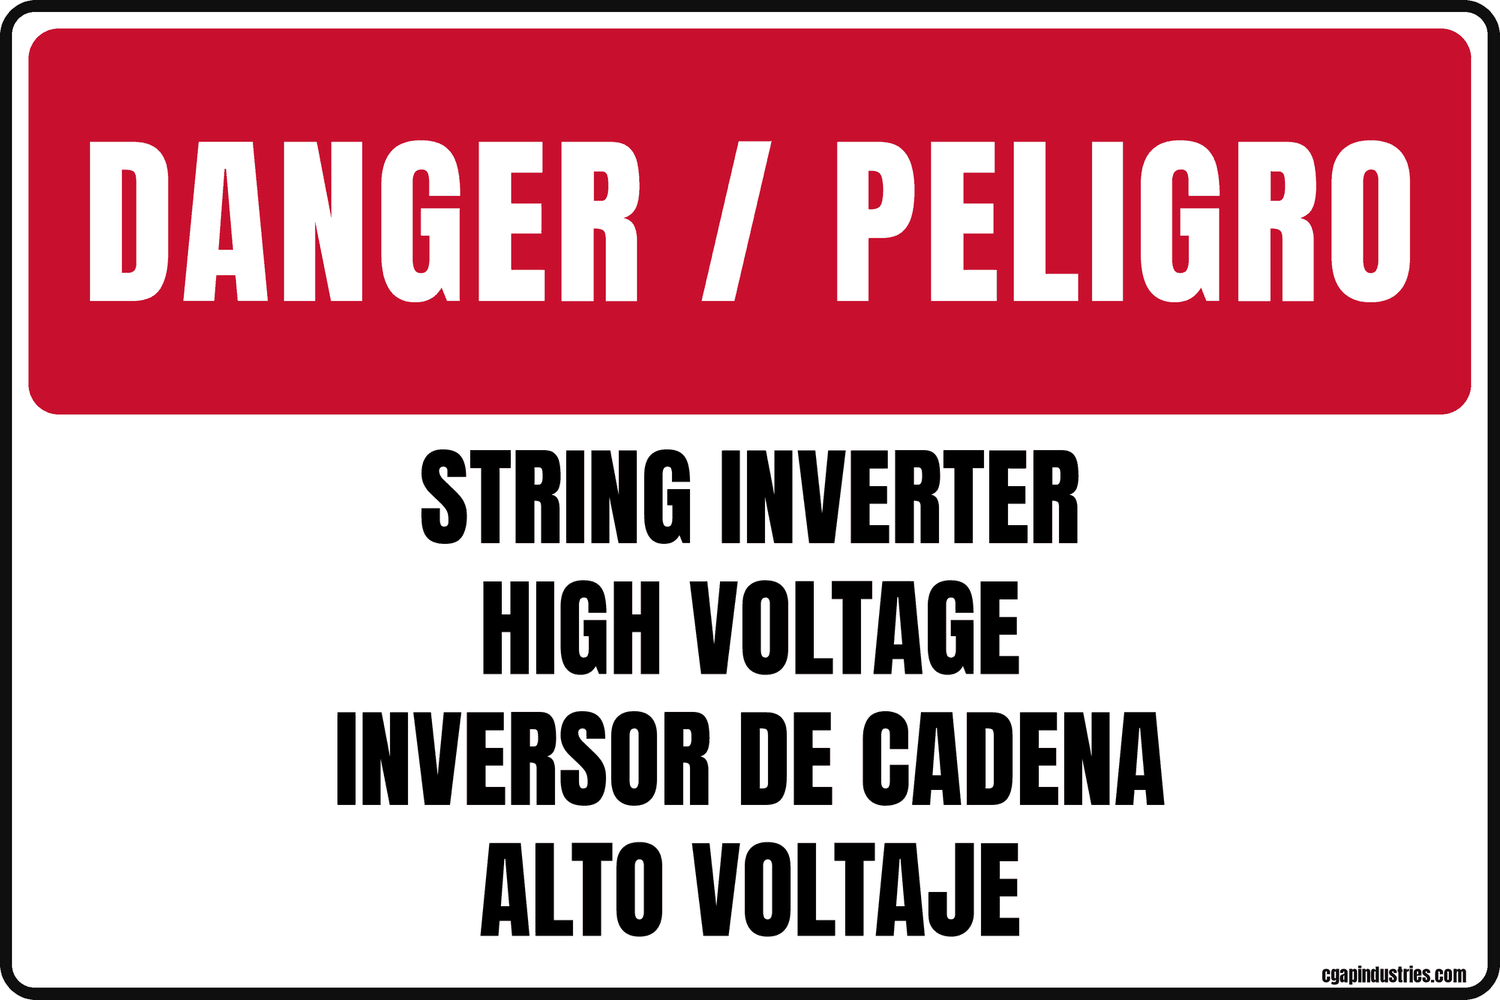 DANGER / PELIGRO
STRING INVERTER
HIGH VOLTAGE
INVERSOR DE CADENA
ALTO VOLTAJE
cgapindustries.com